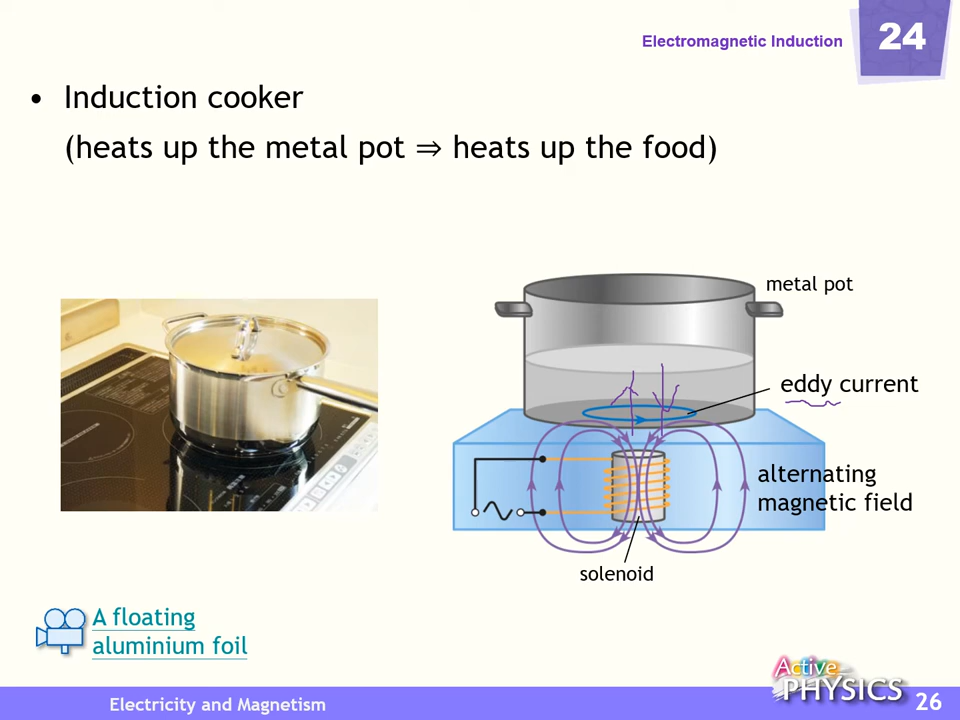 Electromagnetic Induction
24
• Induction cooker
(heats up the metal pot ⇒ heats up the food)
metal pot
eddy current
alternating
magnetic field
solenoid
A floating
aluminium foil
Active
PHYSICS
Electricity and Magnetism
26